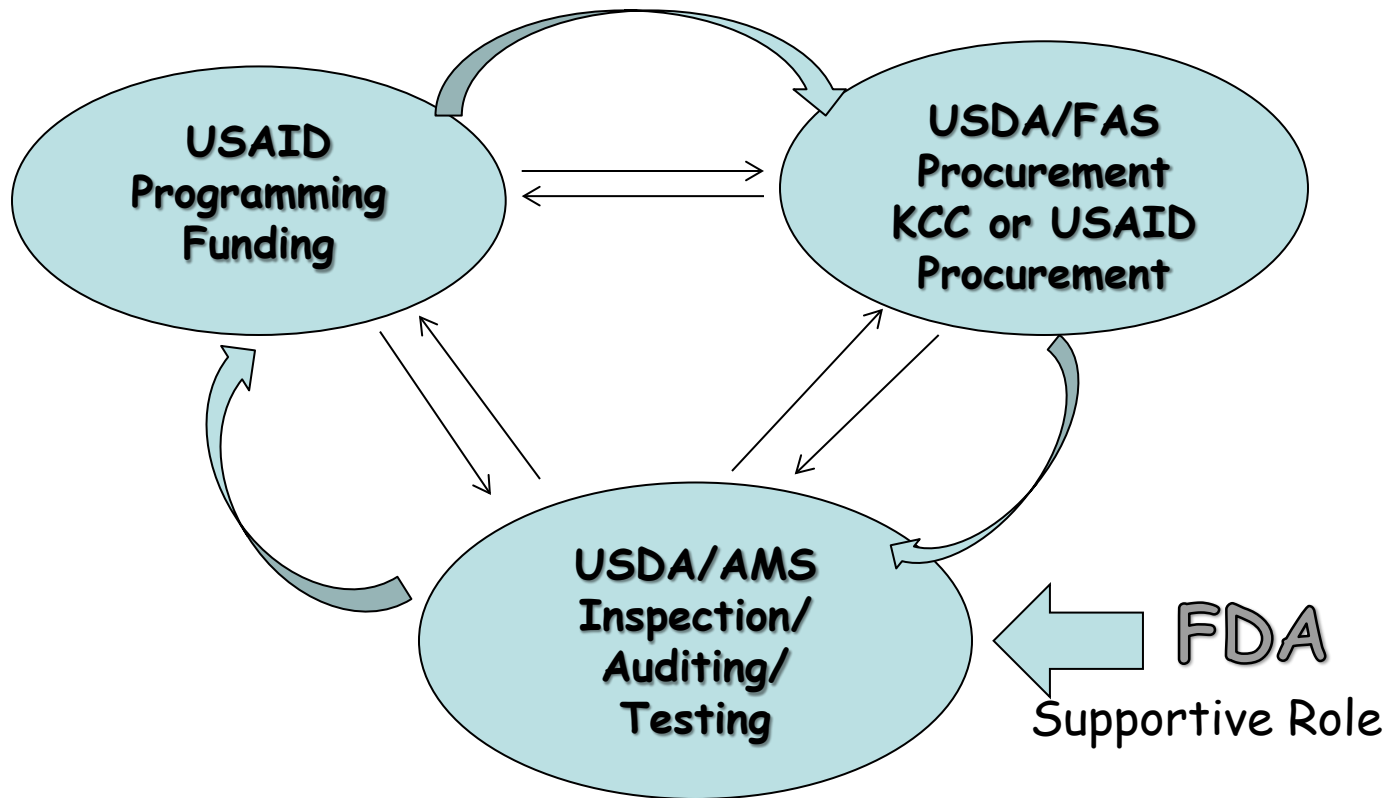 USAID
Programming
Funding
USDA/FAS
Procurement
KCC or USAID
Procurement
USDA/AMS
Inspection/
Auditing/
Testing
FDA
Supportive Role